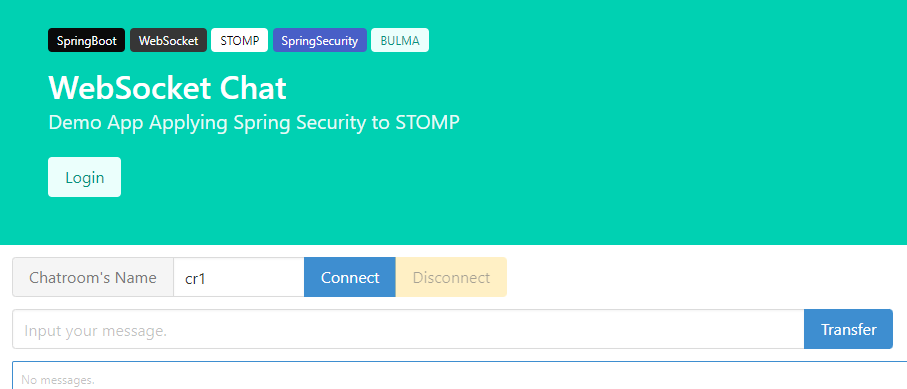 SpringBoot WebSocket STOMP SpringSecurity BULMA
WebSocket Chat
Demo App Applying Spring Security to STOMP
Login
Chatroom's Name cr1 Connect Disconnect
Input your message. Transfer
No messages.